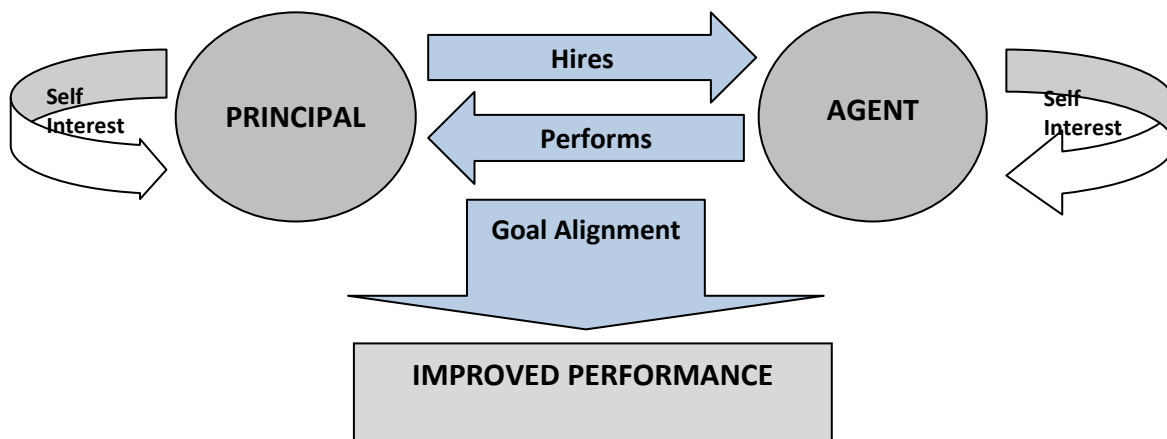 Hires
Self
Interest
PRINCIPAL
AGENT
Self
Interest
Performs
Goal Alignment
IMPROVED PERFORMANCE